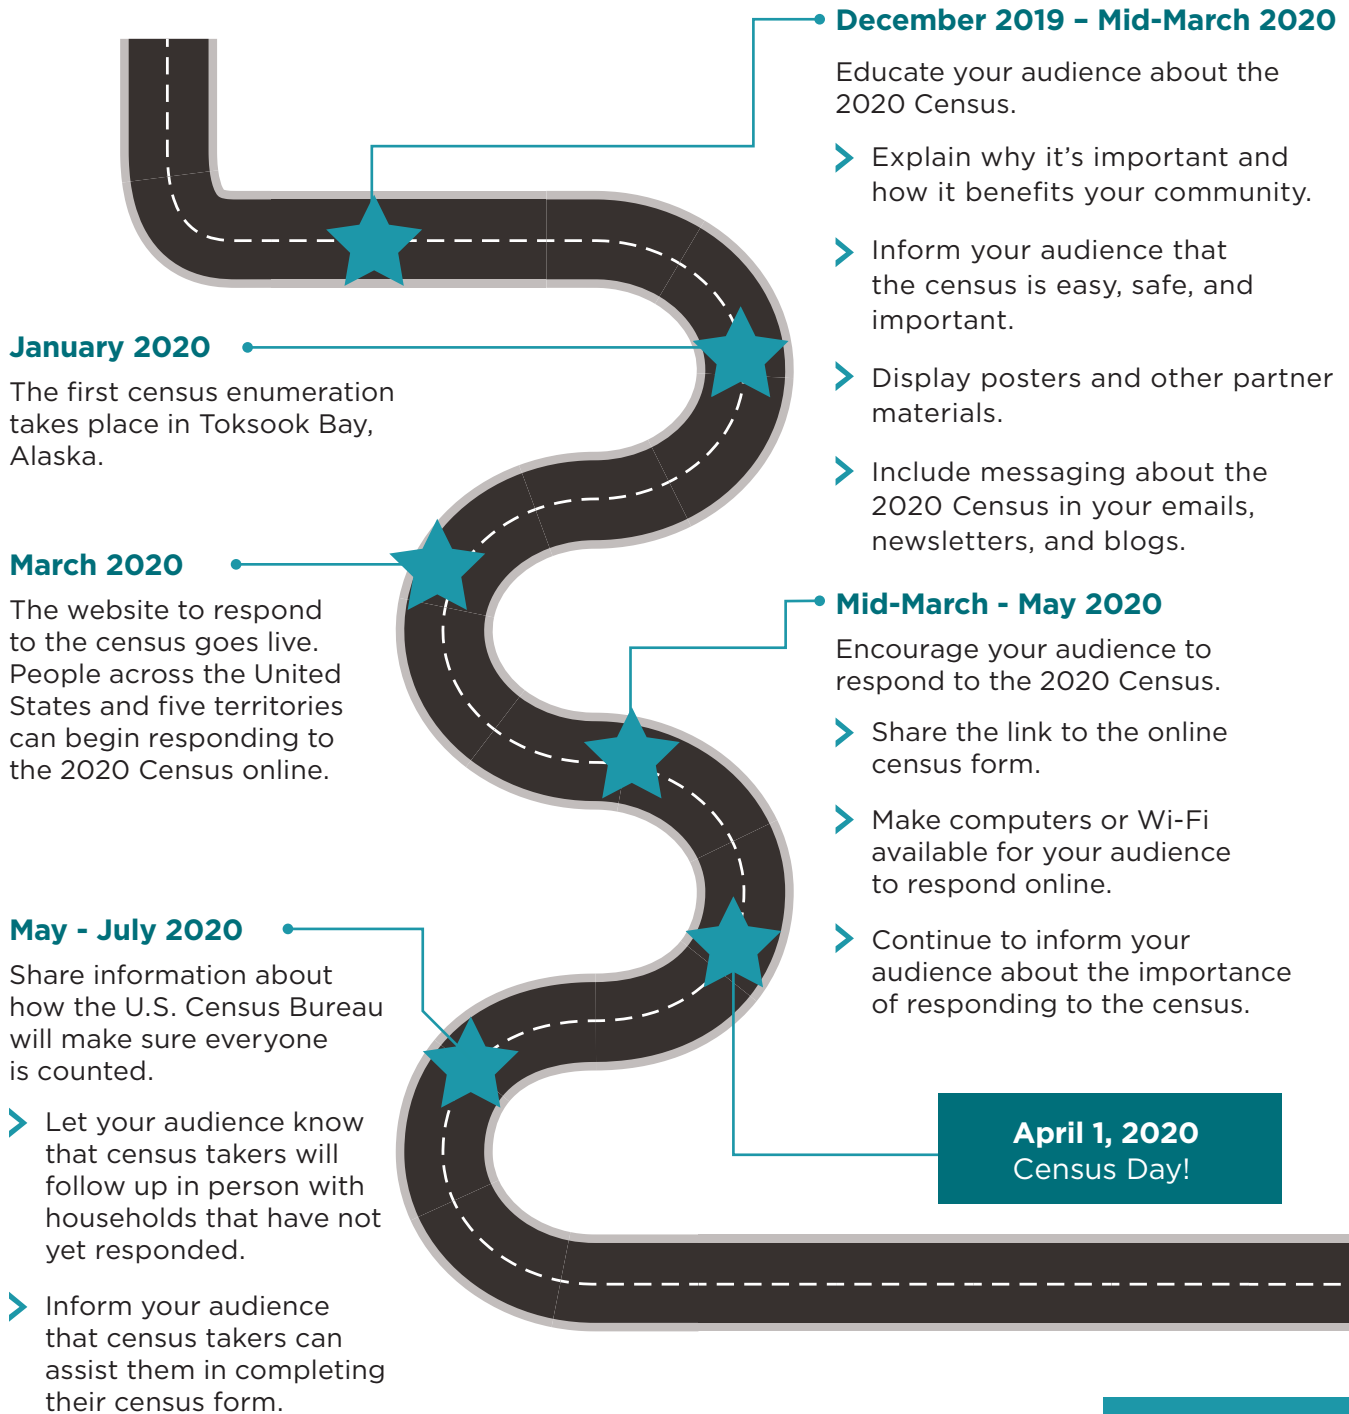 December 2019 – Mid-March 2020
Educate your audience about the
2020 Census.
Explain why it’s important and
how it benefits your community.
Inform your audience that
the census is easy, safe, and
important.
Display posters and other partner
materials.
Include messaging about the
2020 Census in your emails,
newsletters, and blogs.
January 2020
The first census enumeration
takes place in Toksook Bay,
Alaska.
March 2020
The website to respond
to the census goes live.
People across the United
States and five territories
can begin responding to
the 2020 Census online.
Mid-March - May 2020
Encourage your audience to
respond to the 2020 Census.
Share the link to the online
census form.
Make computers or Wi-Fi
available for your audience
to respond online.
Continue to inform your
audience about the importance
of responding to the census.
April 1, 2020
Census Day!
May - July 2020
Share information about
how the U.S. Census Bureau
will make sure everyone
is counted.
Let your audience know
that census takers will
follow up in person with
households that have not
yet responded.
Inform your audience
that census takers can
assist them in completing
their census form.